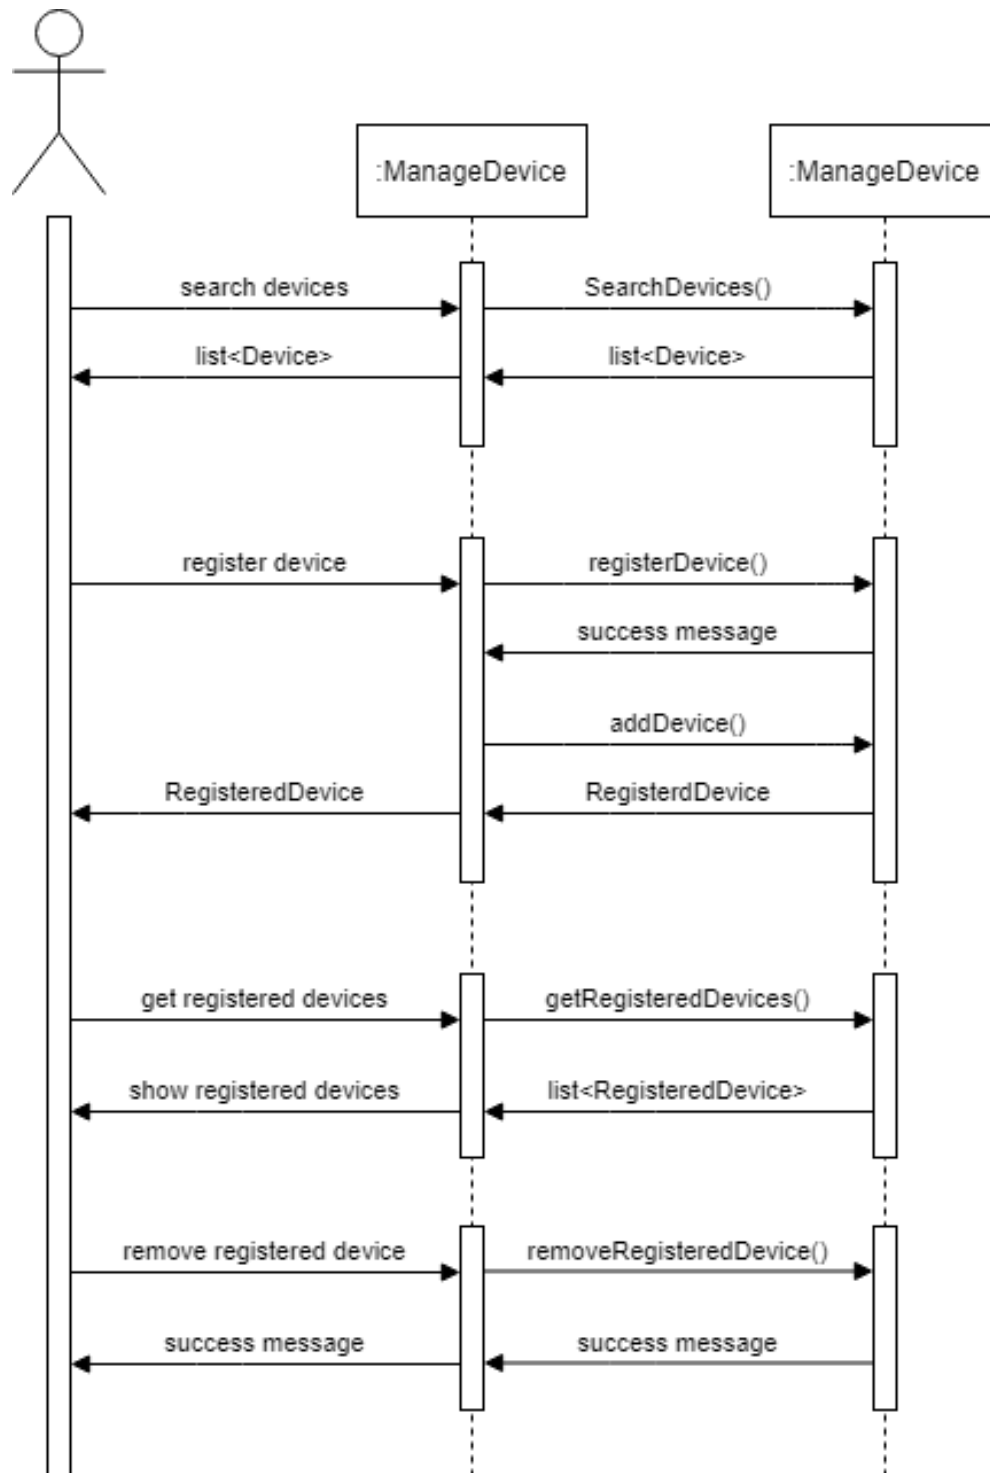 :ManageDevice
:ManageDevice
search devices
SearchDevices()
list<Device>
list<Device>
register device
registerDevice()
success message
addDevice()
RegisteredDevice
RegisterdDevice
get registered devices
getRegisteredDevices()
show registered devices
list<RegisteredDevice>
remove registered device
removeRegisteredDevice()
success message
success message